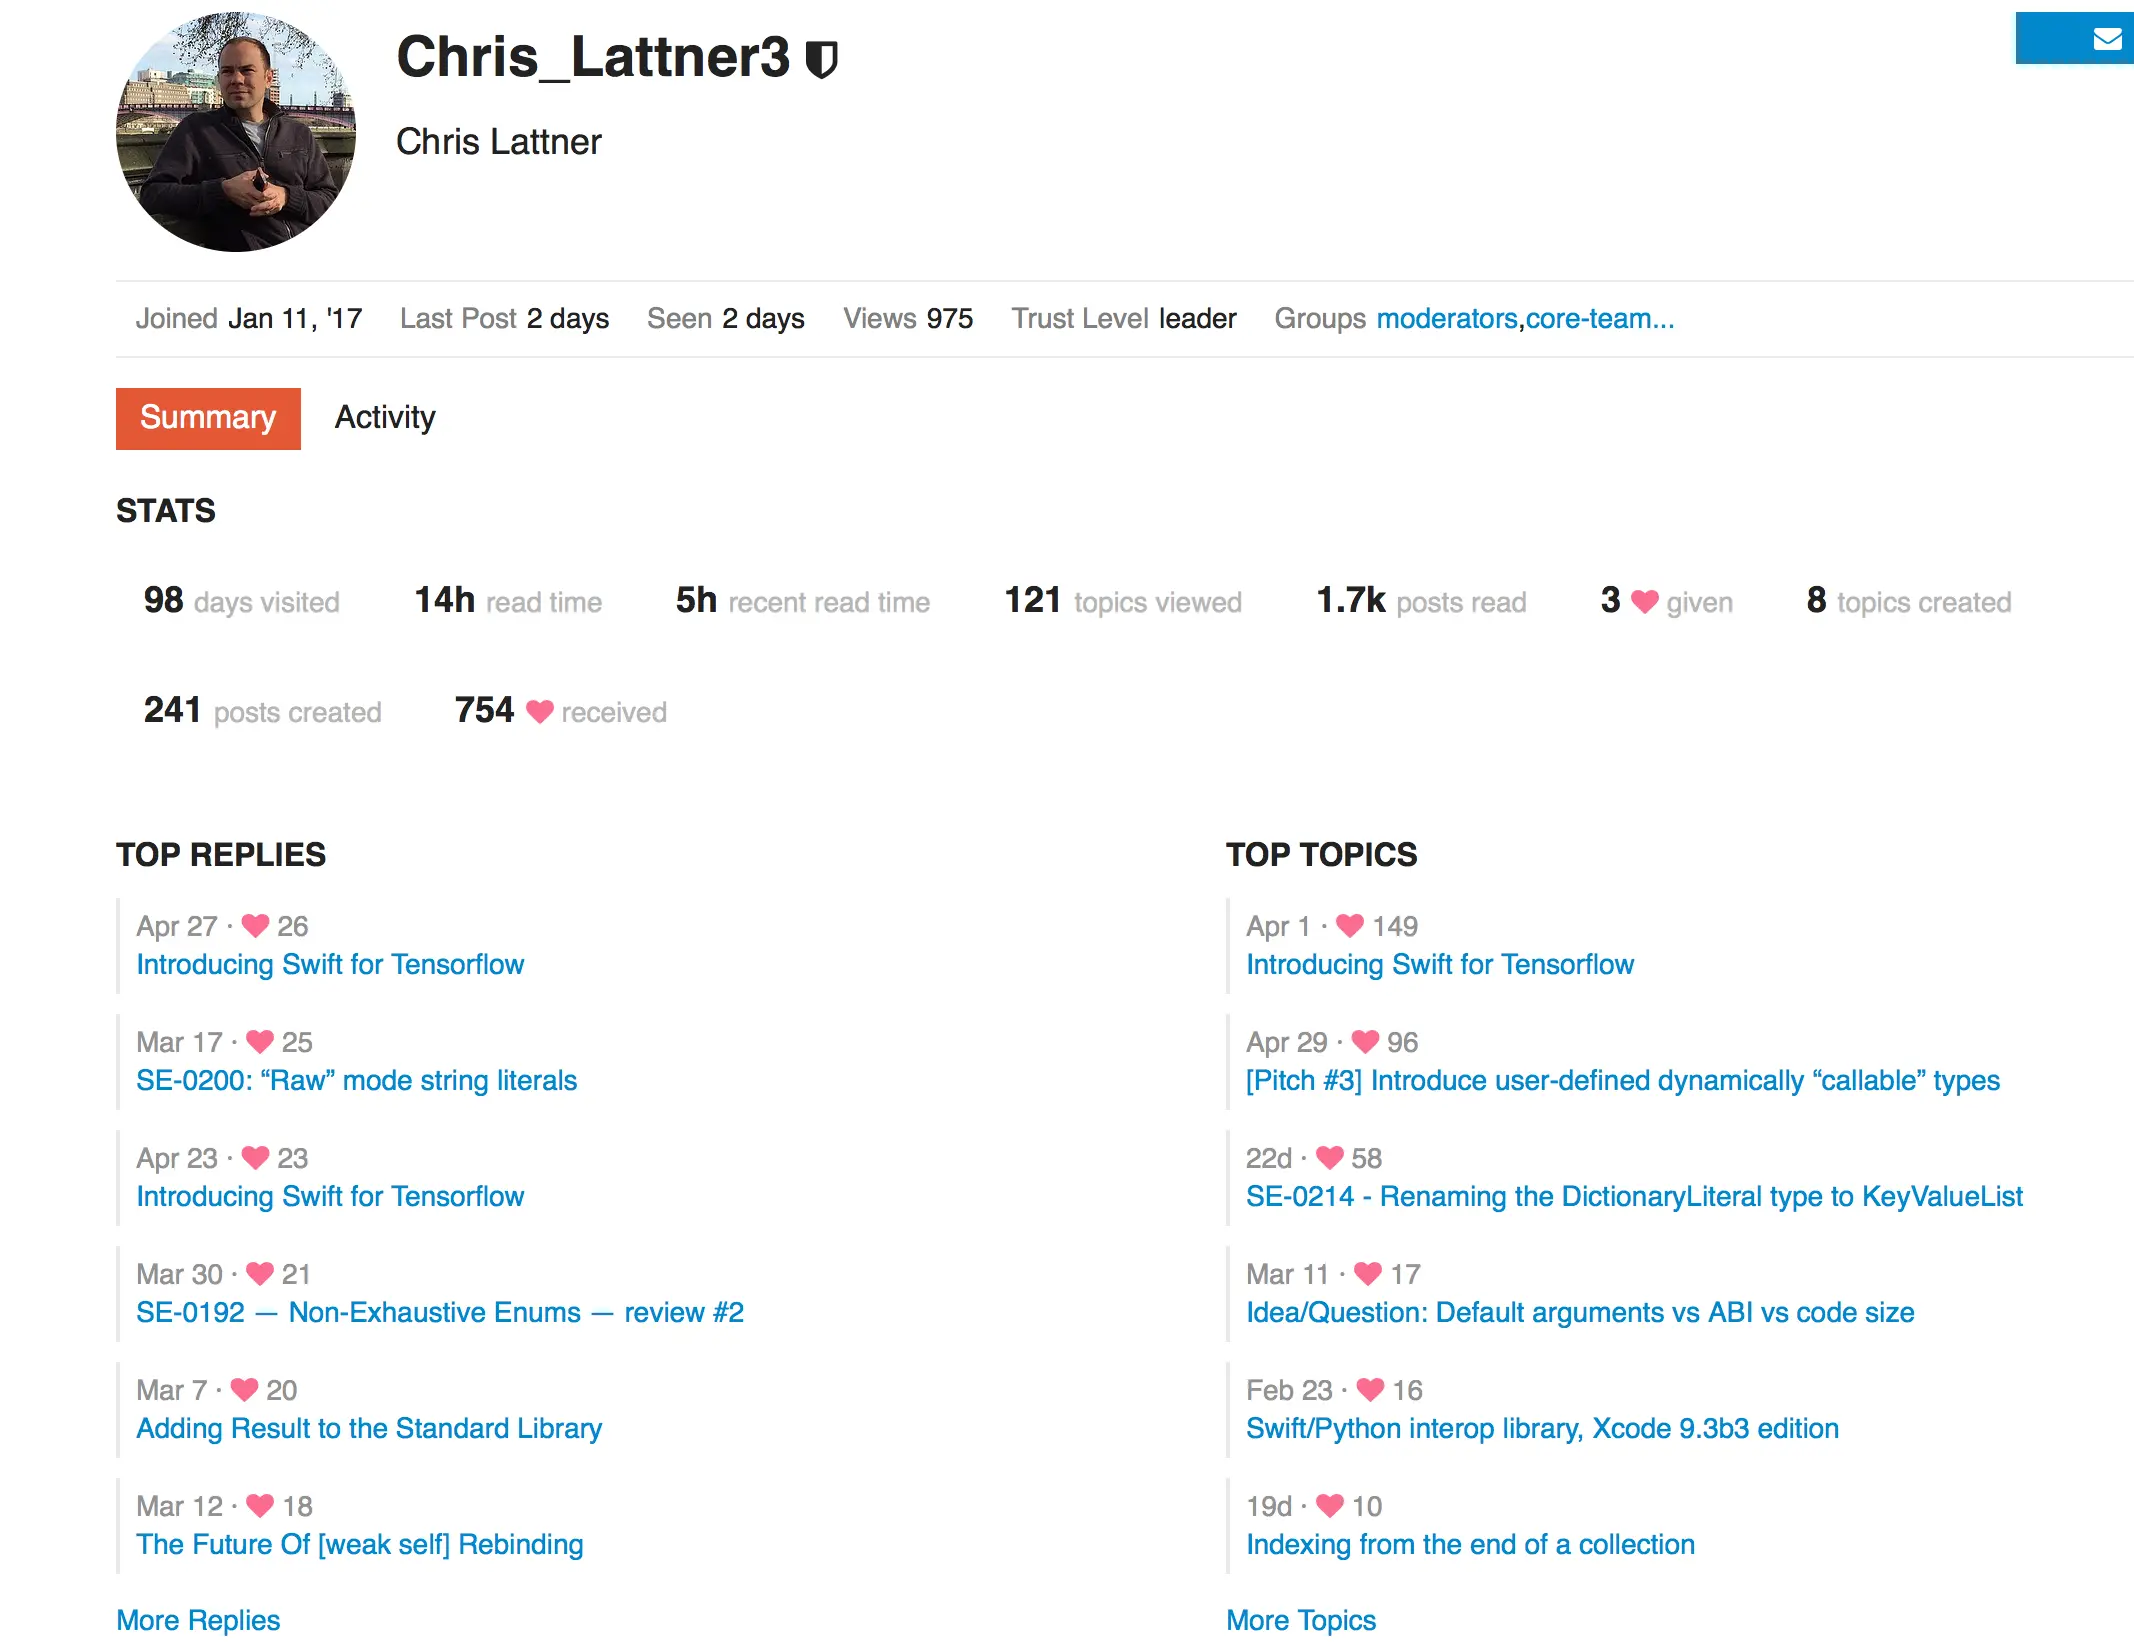 Chris_Lattner3
Chris Lattner
Joined Jan 11, '17 Last Post 2 days Seen 2 days Views 975 Trust Level leader Groups moderators,core-team...
Summary Activity
STATS
98 days visited 14h read time 5h recent read time 121 topics viewed 1.7k posts read 3 given 8 topics created
241 posts created 754 received
TOP REPLIES
Apr 27 · 26
Introducing Swift for Tensorflow
Mar 17 · 25
SE-0200: “Raw” mode string literals
Apr 23 · 23
Introducing Swift for Tensorflow
Mar 30 · 21
SE-0192 — Non-Exhaustive Enums — review #2
Mar 7 · 20
Adding Result to the Standard Library
Mar 12 · 18
The Future Of [weak self] Rebinding
More Replies
TOP TOPICS
Apr 1 · 149
Introducing Swift for Tensorflow
Apr 29 · 96
[Pitch #3] Introduce user-defined dynamically “callable” types
22d · 58
SE-0214 - Renaming the DictionaryLiteral type to KeyValueList
Mar 11 · 17
Idea/Question: Default arguments vs ABI vs code size
Feb 23 · 16
Swift/Python interop library, Xcode 9.3b3 edition
19d · 10
Indexing from the end of a collection
More Topics